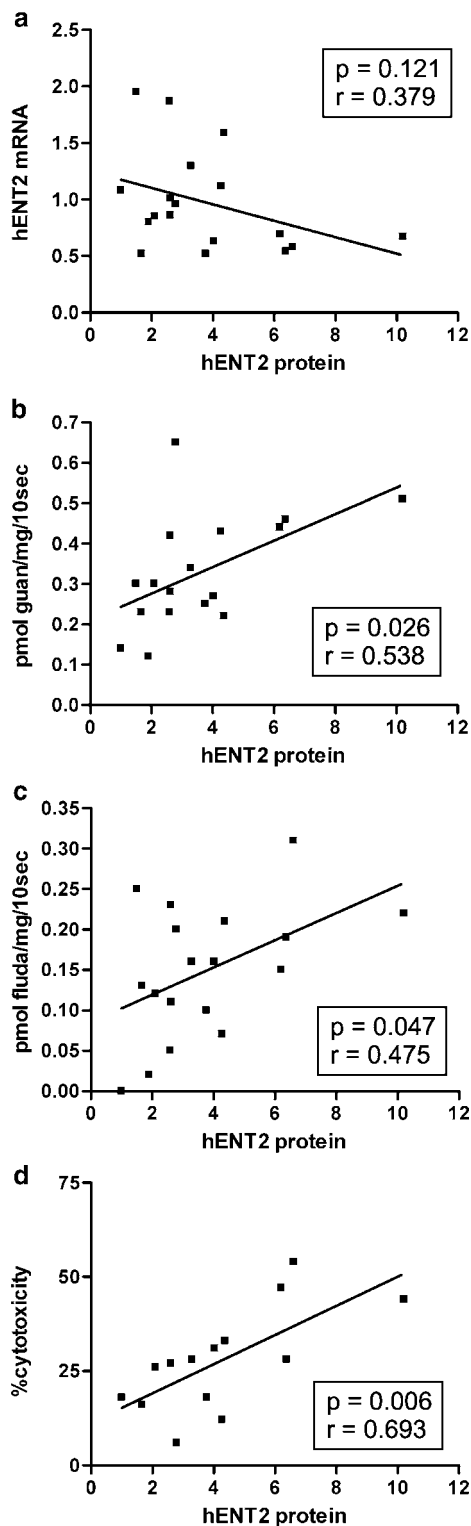 a
2.5
2.0
1.5
1.0
0.5
0.0
hENT2 mRNA
p = 0.121
r = 0.379
0 2 4 6 8 10 12
hENT2 protein
b
0.7
0.6
0.5
0.4
0.3
0.2
0.1
0.0
pmol guan/mg/10sec
p = 0.026
r = 0.538
0 2 4 6 8 10 12
hENT2 protein
c
0.35
0.30
0.25
0.20
0.15
0.10
0.05
0.00
pmol fluda/mg/10sec
p = 0.047
r = 0.475
0 2 4 6 8 10 12
hENT2 protein
d
75
50
25
0
%cytotoxicity
p = 0.006
r = 0.693
0 2 4 6 8 10 12
hENT2 protein